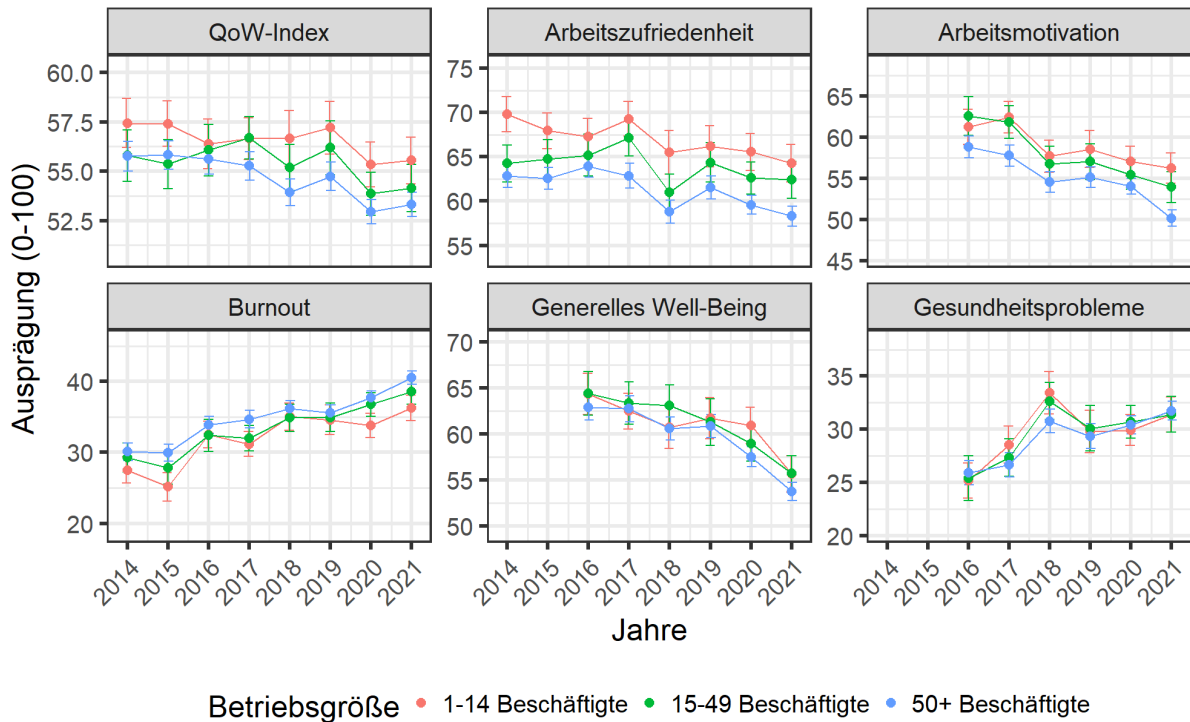 QoW-Index
Arbeitszufriedenheit
Arbeitsmotivation
60.0
57.5
55.0
52.5
75
70
65
60
55
65
60
55
50
45
Ausprägung (0-100)
Burnout
Generelles Well-Being
Gesundheitsprobleme
40
30
20
70
65
60
55
50
35
30
25
20
2014 2015 2016 2017 2018 2019 2020 2021
2014 2015 2016 2017 2018 2019 2020 2021
2014 2015 2016 2017 2018 2019 2020 2021
Jahre
Betriebsgröße 1-14 Beschäftigte 15-49 Beschäftigte 50+ Beschäftigte